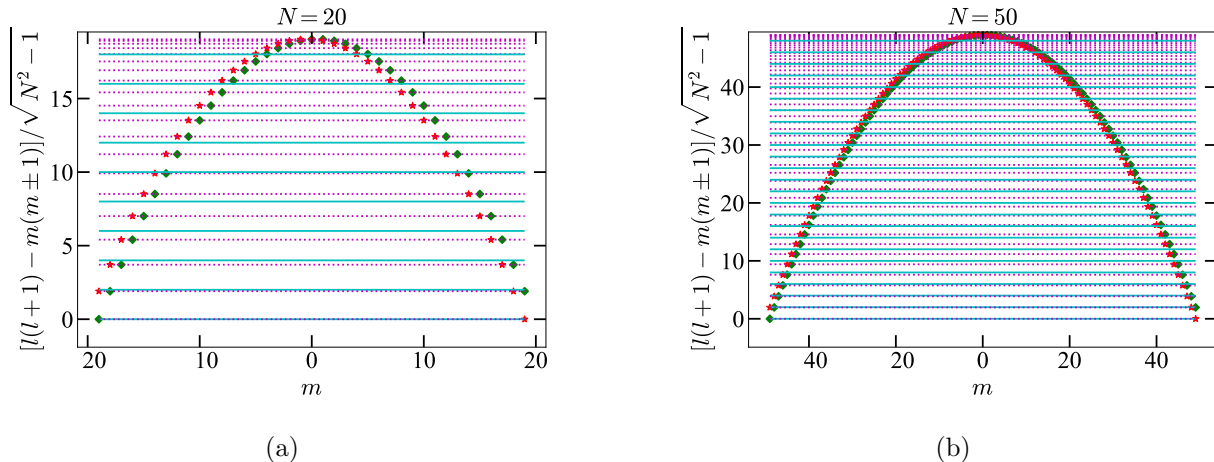 N = 20
[l(l + 1) − m(m ± 1)]/√N² − 1
15
10
5
0
20 10 0 10 20
m
(a)
N = 50
[l(l + 1) − m(m ± 1)]/√N² − 1
40
30
20
10
0
40 20 0 20 40
m
(b)